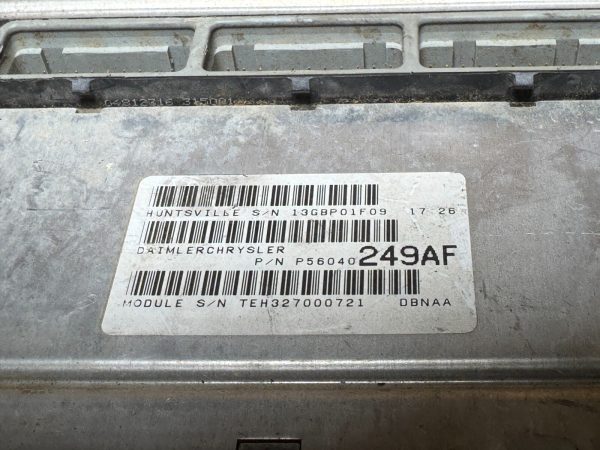 HUNTSVILLE S/N 13GBP01F09 17 26
DAIMLERCHRYSLER
P/N P56040249AF
MODULE S/N TEH327000721 DBNAA